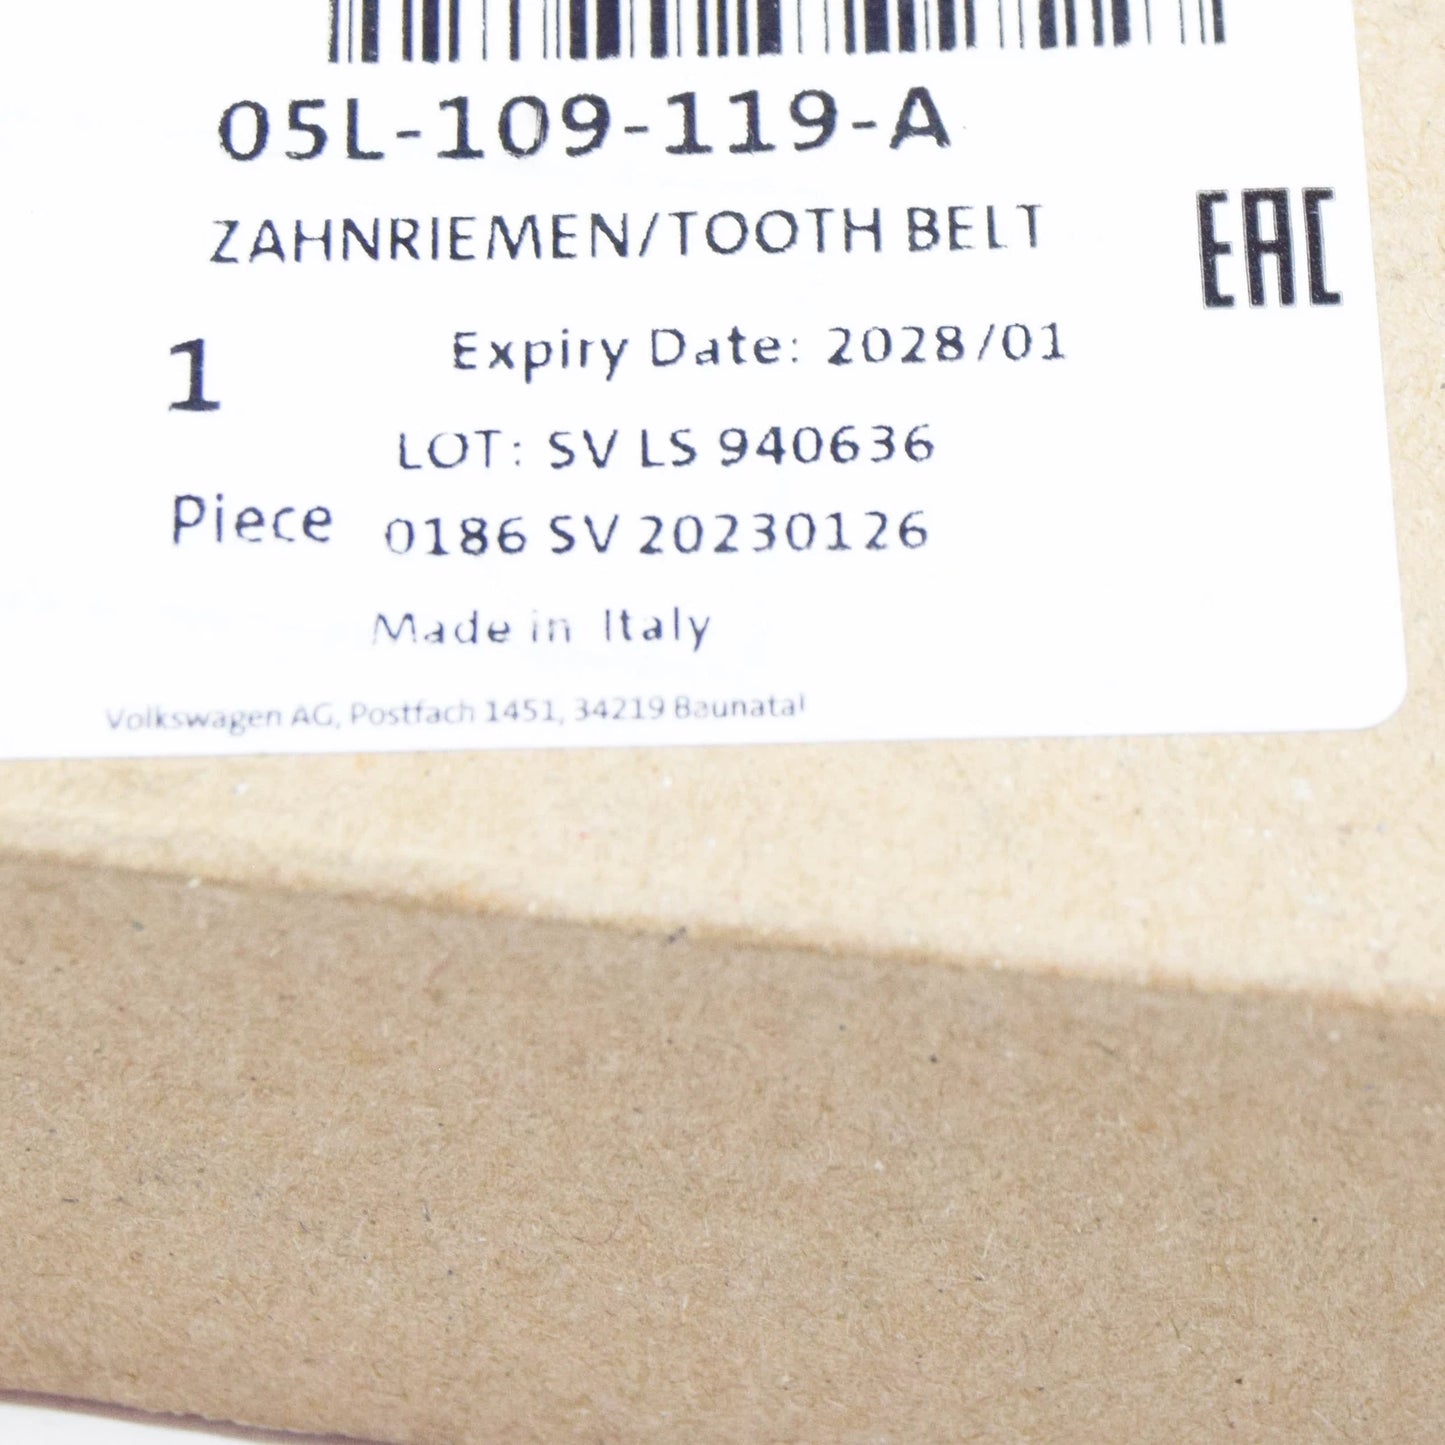 05L-109-119-A
ZAHNRIEMEN/TOOTH BELT
EAC
1
Expiry Date: 2028/01
LOT: SV LS 940636
Piece
0186 SV 20230126
Made in Italy
Volkswagen AG, Postfach 1451, 34219 Baunatal